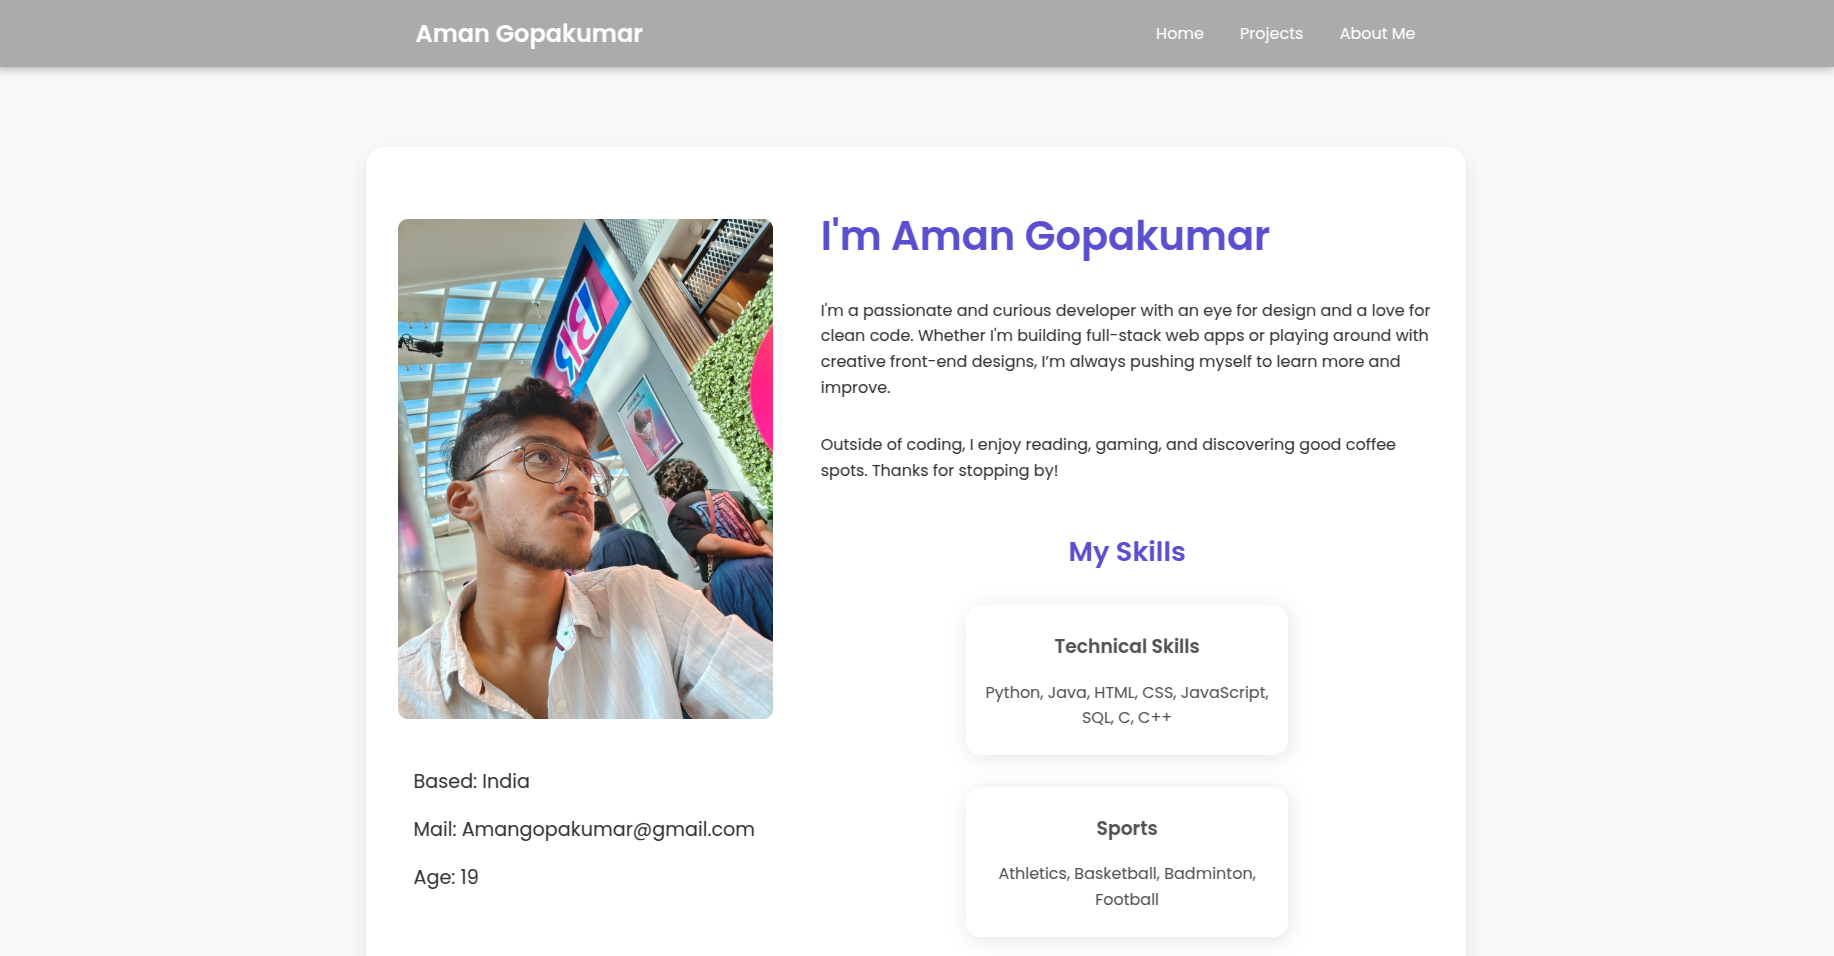 Aman Gopakumar
Home
Projects
About Me
I'm Aman Gopakumar
I'm a passionate and curious developer with an eye for design and a love for
clean code. Whether I'm building full-stack web apps or playing around with
creative front-end designs, I’m always pushing myself to learn more and
improve.
Outside of coding, I enjoy reading, gaming, and discovering good coffee
spots. Thanks for stopping by!
My Skills
Technical Skills
Python, Java, HTML, CSS, JavaScript,
SQL, C, C++
Sports
Athletics, Basketball, Badminton,
Football
Based: India
Mail: Amangopakumar@gmail.com
Age: 19